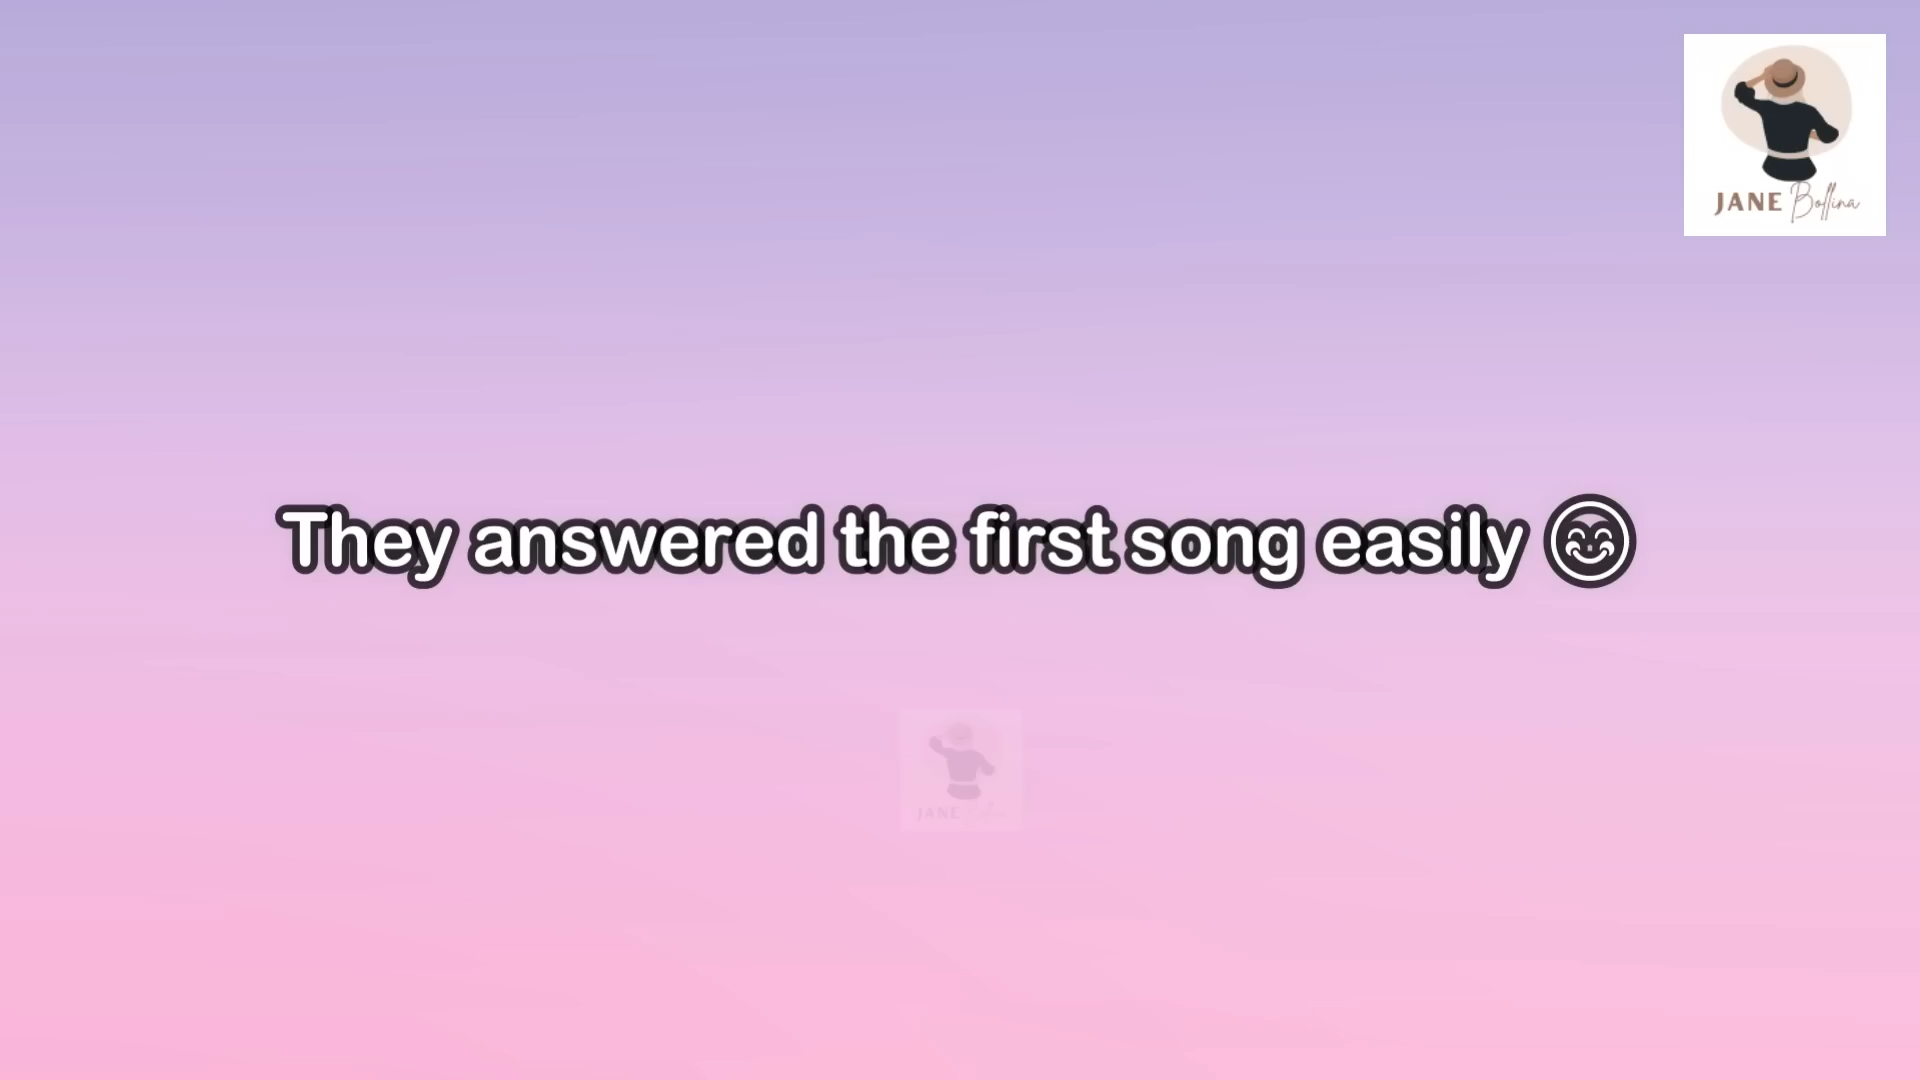 JANE Bollina
They answered the first song easily 😊
JANE